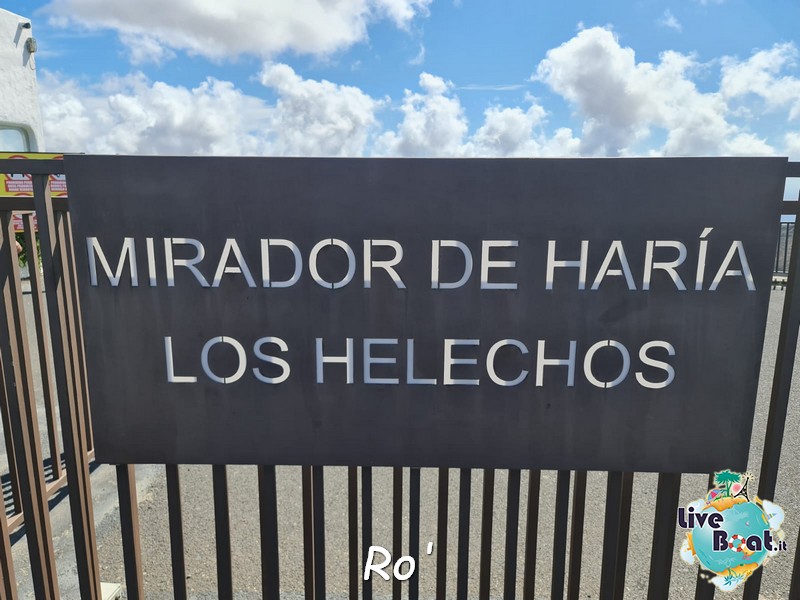 MIRADOR DE HARÍA
LOS HELECHOS
Live
Boat.it
Ro'